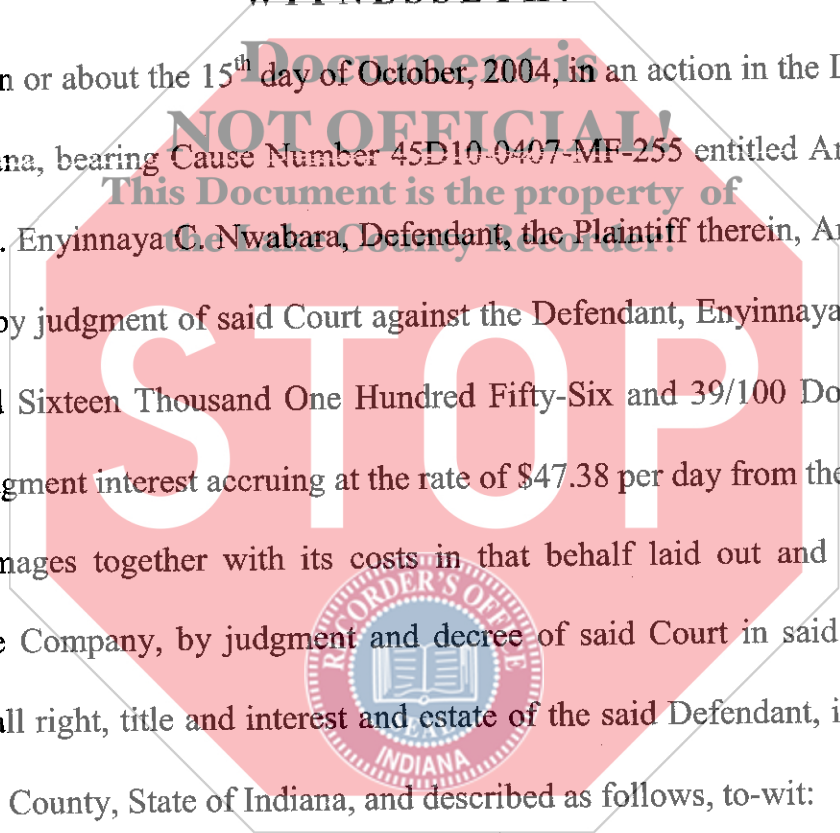 WITNESSETH:
Document is
n or about the 15th day of October, 2004, in an action in the L
NOT OFFICIAL!
ana, bearing Cause Number 45D10-0407-MF-255 entitled Ar
This Document is the property of
. Enyinnaya C. Nwabara, Defendant, the Plaintiff therein, Ar
the Lake County Recorder!
by judgment of said Court against the Defendant, Enyinnaya
STOP
l Sixteen Thousand One Hundred Fifty-Six and 39/100 Do
gment interest accruing at the rate of $47.38 per day from the
mages together with its costs in that behalf laid out and
RECORDER'S OFFICE
e Company, by judgment and decree of said Court in said
all right, title and interest and estate of the said Defendant, i
SEAL
INDIANA
County, State of Indiana, and described as follows, to-wit: